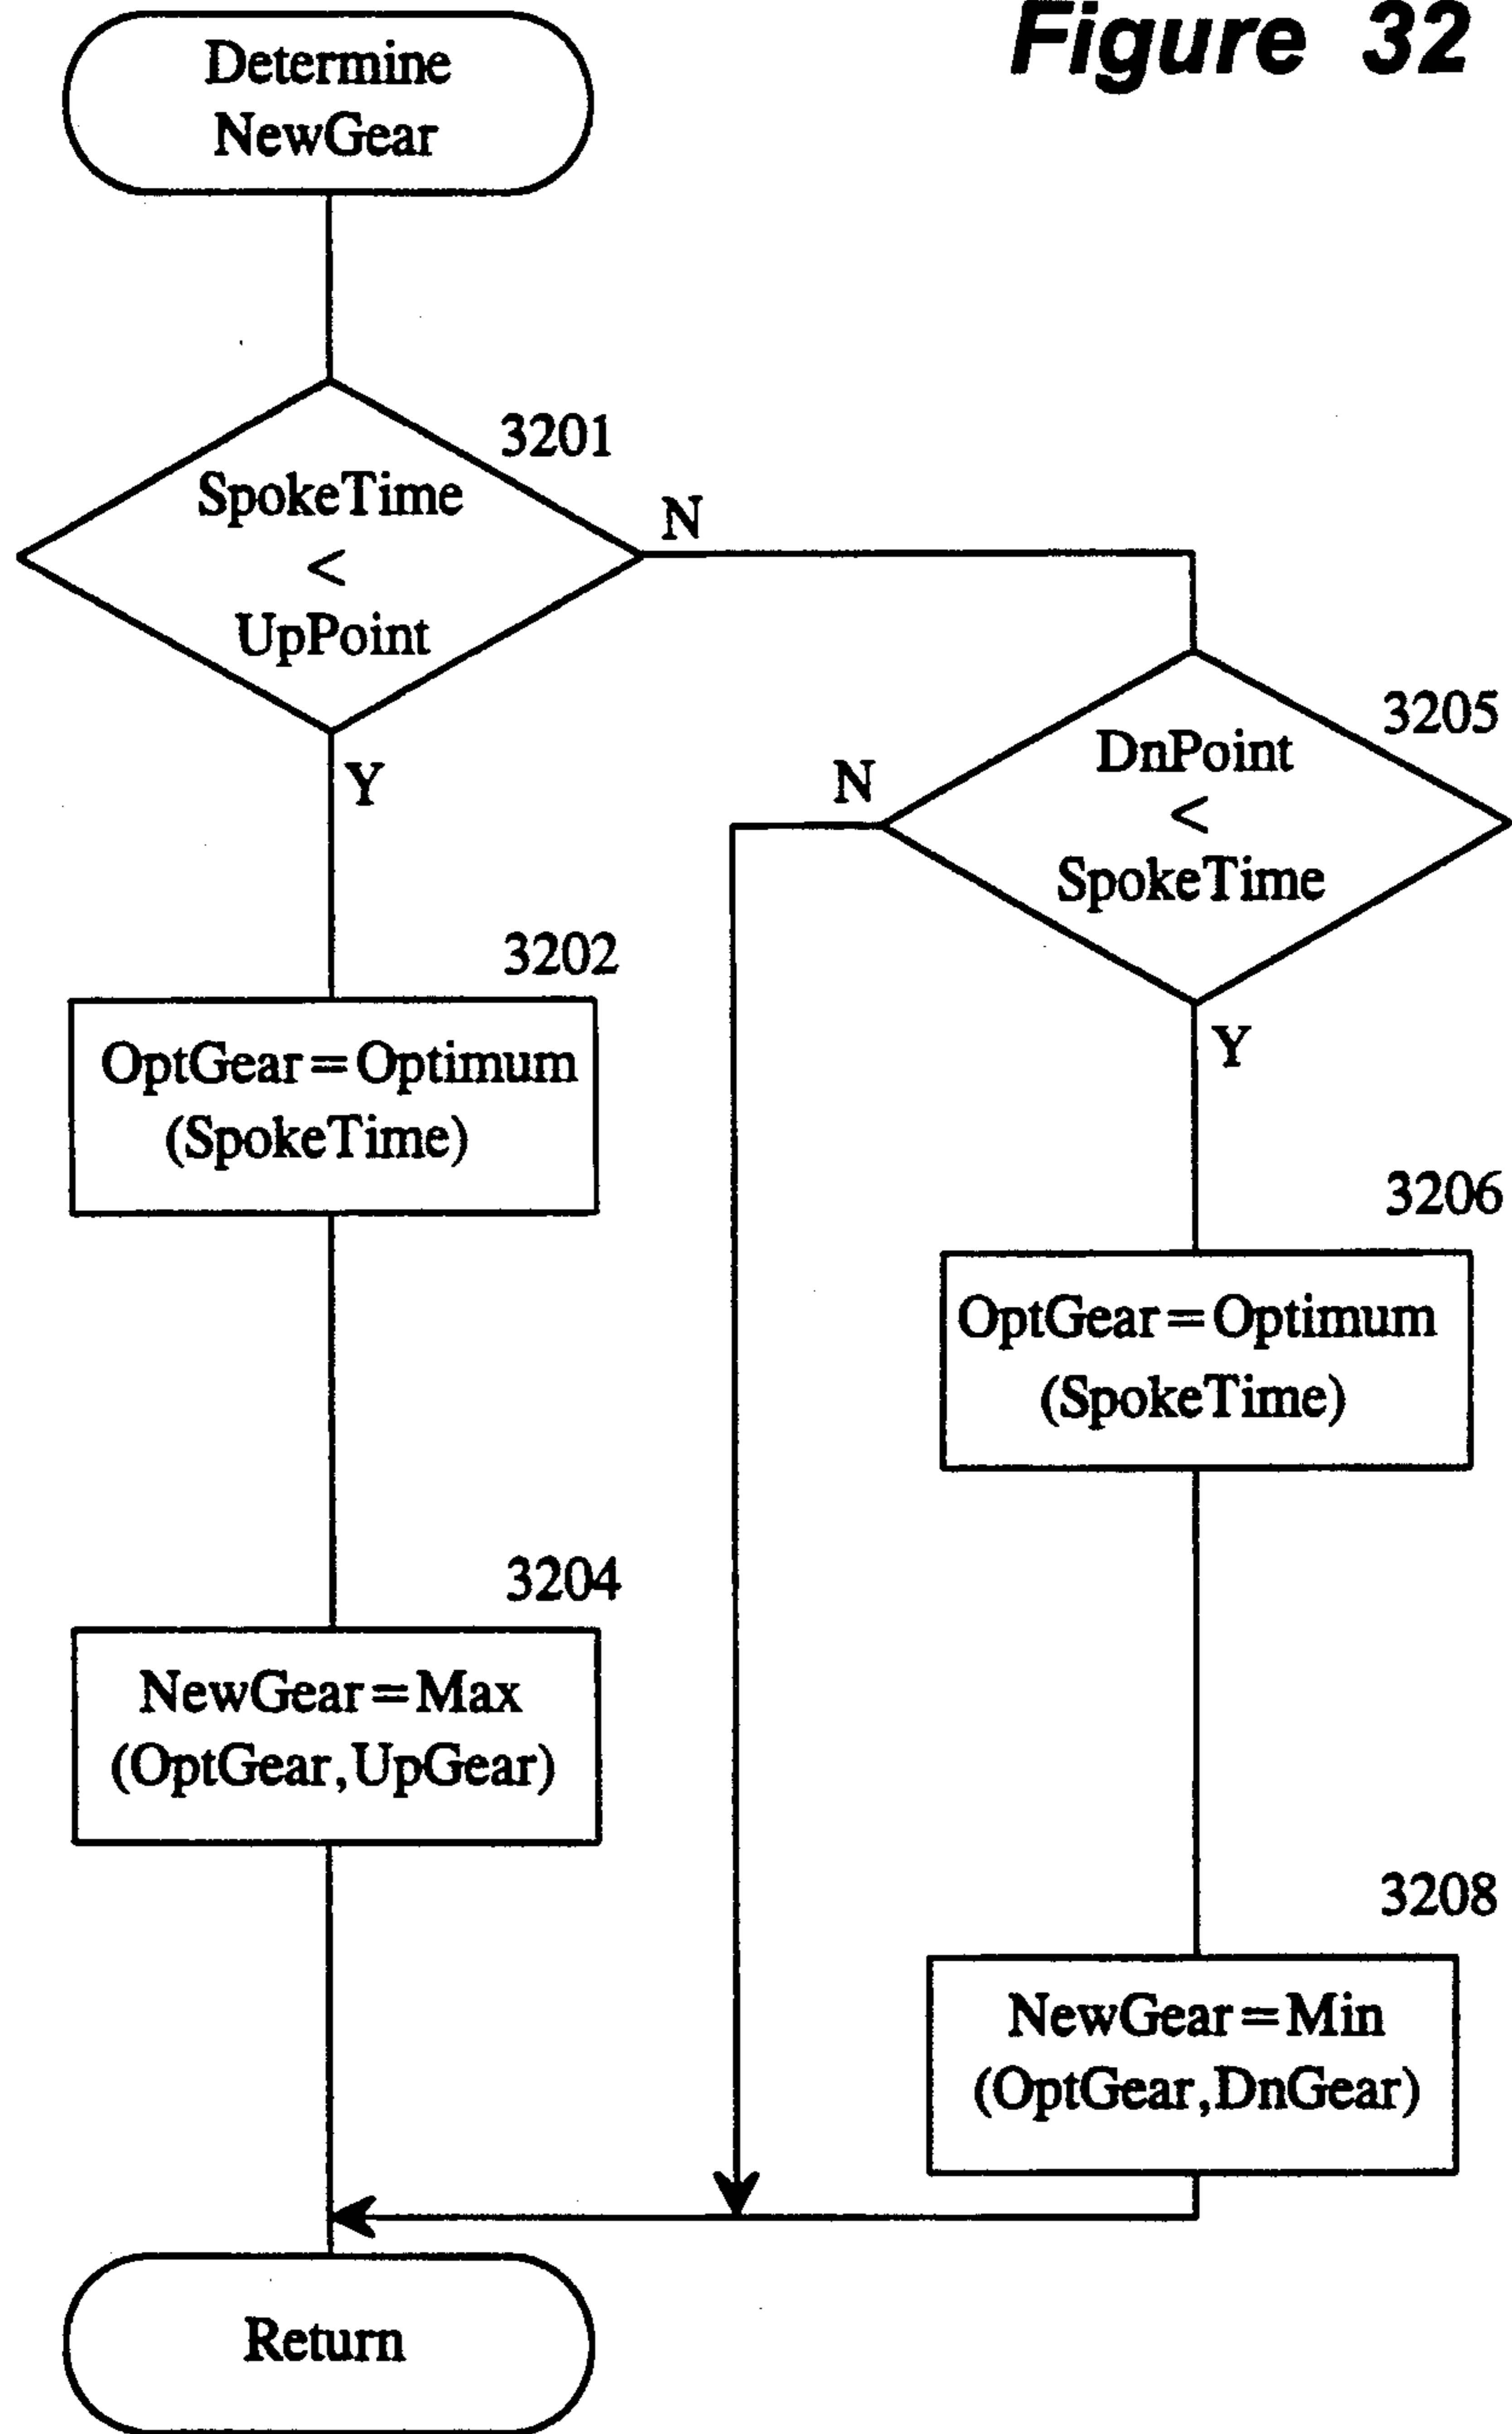 Figure 32
Determine
NewGear
3201
SpokeTime
<
UpPoint
N
Y
3205
DnPoint
<
SpokeTime
N
Y
3202
OptGear=Optimum
(SpokeTime)
3206
OptGear=Optimum
(SpokeTime)
3204
NewGear=Max
(OptGear,UpGear)
3208
NewGear=Min
(OptGear,DnGear)
Return